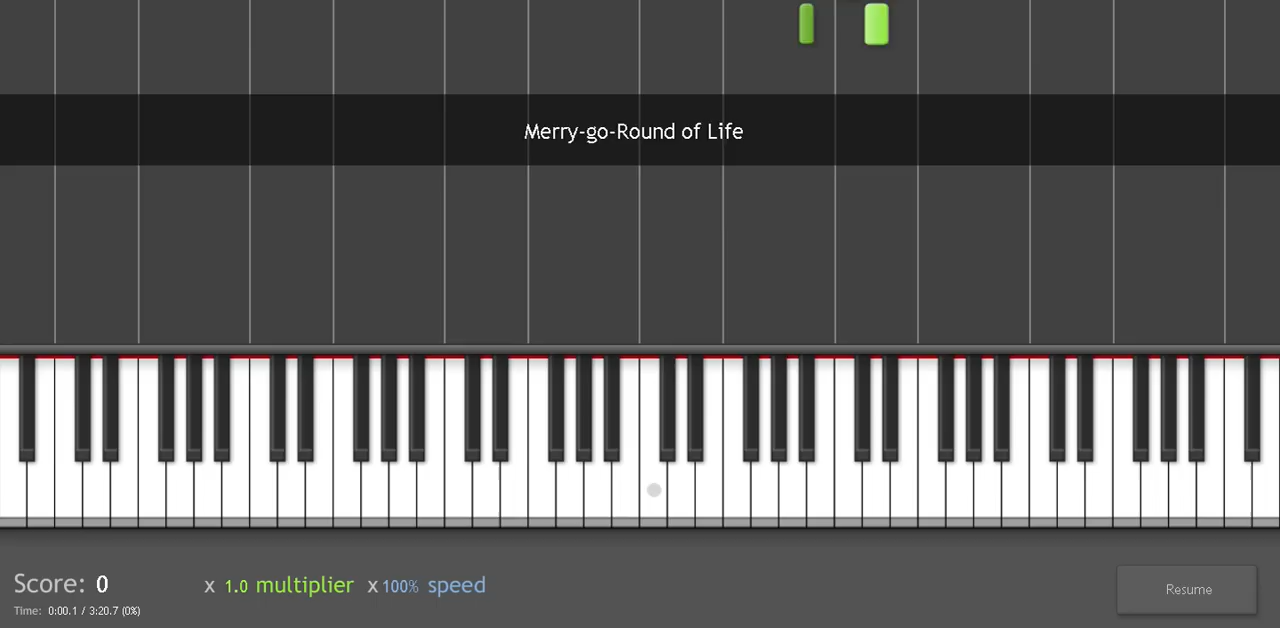 Merry-go-Round of Life
Score: 0
x 1.0 multiplier x 100% speed
Resume
Time: 0:00.1 / 3:20.7 (0%)